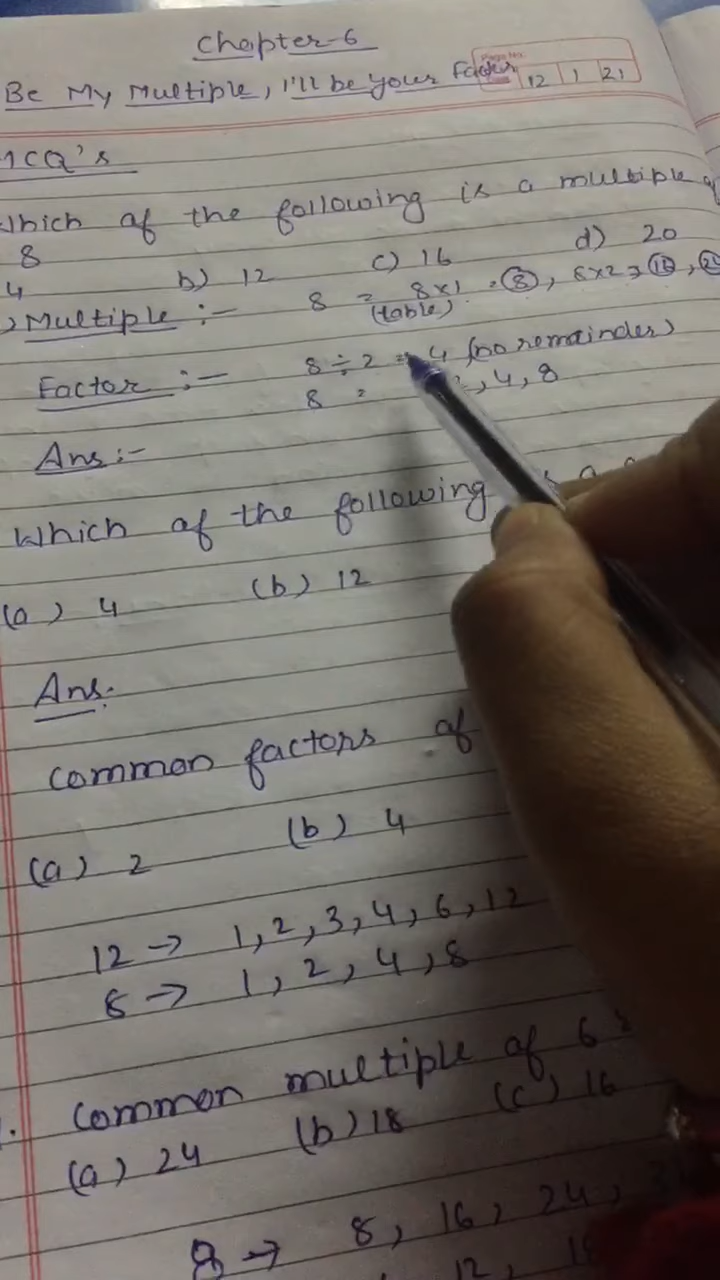 Chapter-6
Page No.
Be My Multiple, I'll be Your Factor 12 1 21
MCQ's
Which of the following is a multiple of
8
4 b) 12 c) 16 d) 20
Multiple :- 8 = 8x1 = 8, 8x2 = 16,
(table)
Factor :- 8 ÷ 2 = 4 (no remainder)
8 = , 4, 8
Ans :-
Which of the following
(a) 4 (b) 12
Ans.
Common factors of
(a) 2 (b) 4
12 → 1, 2, 3, 4, 6, 12
8 → 1, 2, 4, 8
Common multiple of 6
(a) 24 (b) 18 (c) 16
8 → 8, 16, 24,
12,